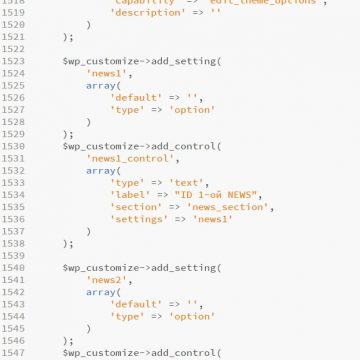 1518 'capability' => 'edit_theme_options',
1519 'description' => ''
1520 )
1521 );
1522
1523 $wp_customize->add_setting(
1524 'news1',
1525 array(
1526 'default' => '',
1527 'type' => 'option'
1528 )
1529 );
1530 $wp_customize->add_control(
1531 'news1_control',
1532 array(
1533 'type' => 'text',
1534 'label' => "ID 1-ой NEWS",
1535 'section' => 'news_section',
1536 'settings' => 'news1'
1537 )
1538 );
1539
1540 $wp_customize->add_setting(
1541 'news2',
1542 array(
1543 'default' => '',
1544 'type' => 'option'
1545 )
1546 );
1547 $wp_customize->add_control(